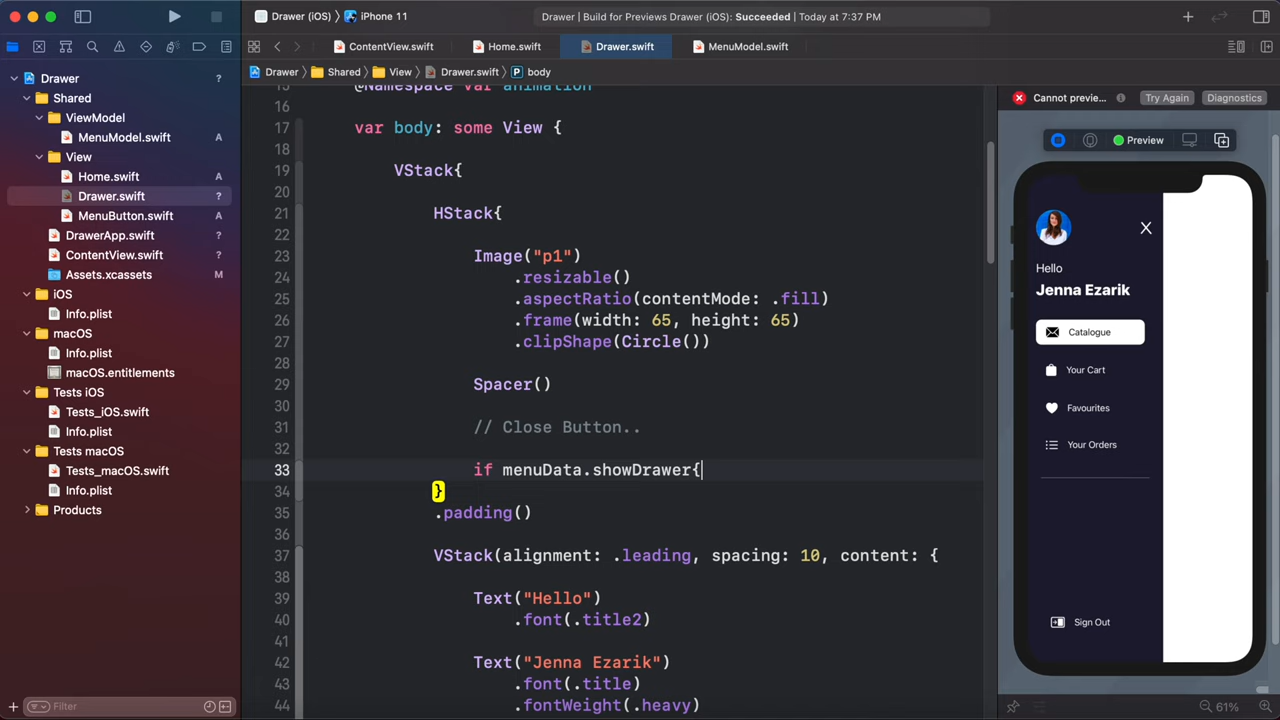 Drawer (iOS) › iPhone 11
Drawer | Build for Previews Drawer (iOS): Succeeded | Today at 7:37 PM
ContentView.swift
Home.swift
Drawer.swift
MenuModel.swift
Drawer › Shared › View › Drawer.swift › P body
Drawer ?
Shared
ViewModel
MenuModel.swift A
View
Home.swift A
Drawer.swift ?
MenuButton.swift A
DrawerApp.swift ?
ContentView.swift ?
Assets.xcassets M
iOS
Info.plist
macOS
Info.plist
macOS.entitlements
Tests iOS
Tests_iOS.swift
Info.plist
Tests macOS
Tests_macOS.swift
Info.plist
Products
Filter
15 @Namespace var animation
16
17 var body: some View {
18
19 VStack{
20
21 HStack{
22
23 Image("p1")
24 .resizable()
25 .aspectRatio(contentMode: .fill)
26 .frame(width: 65, height: 65)
27 .clipShape(Circle())
28
29 Spacer()
30
31 // Close Button..
32
33 if menuData.showDrawer{
34 }
35 .padding()
36
37 VStack(alignment: .leading, spacing: 10, content: {
38
39 Text("Hello")
40 .font(.title2)
41
42 Text("Jenna Ezarik")
43 .font(.title)
44 .fontWeight(.heavy)
Cannot previe...
Try Again
Diagnostics
Preview
Hello
Jenna Ezarik
Catalogue
Your Cart
Favourites
Your Orders
Sign Out
61%